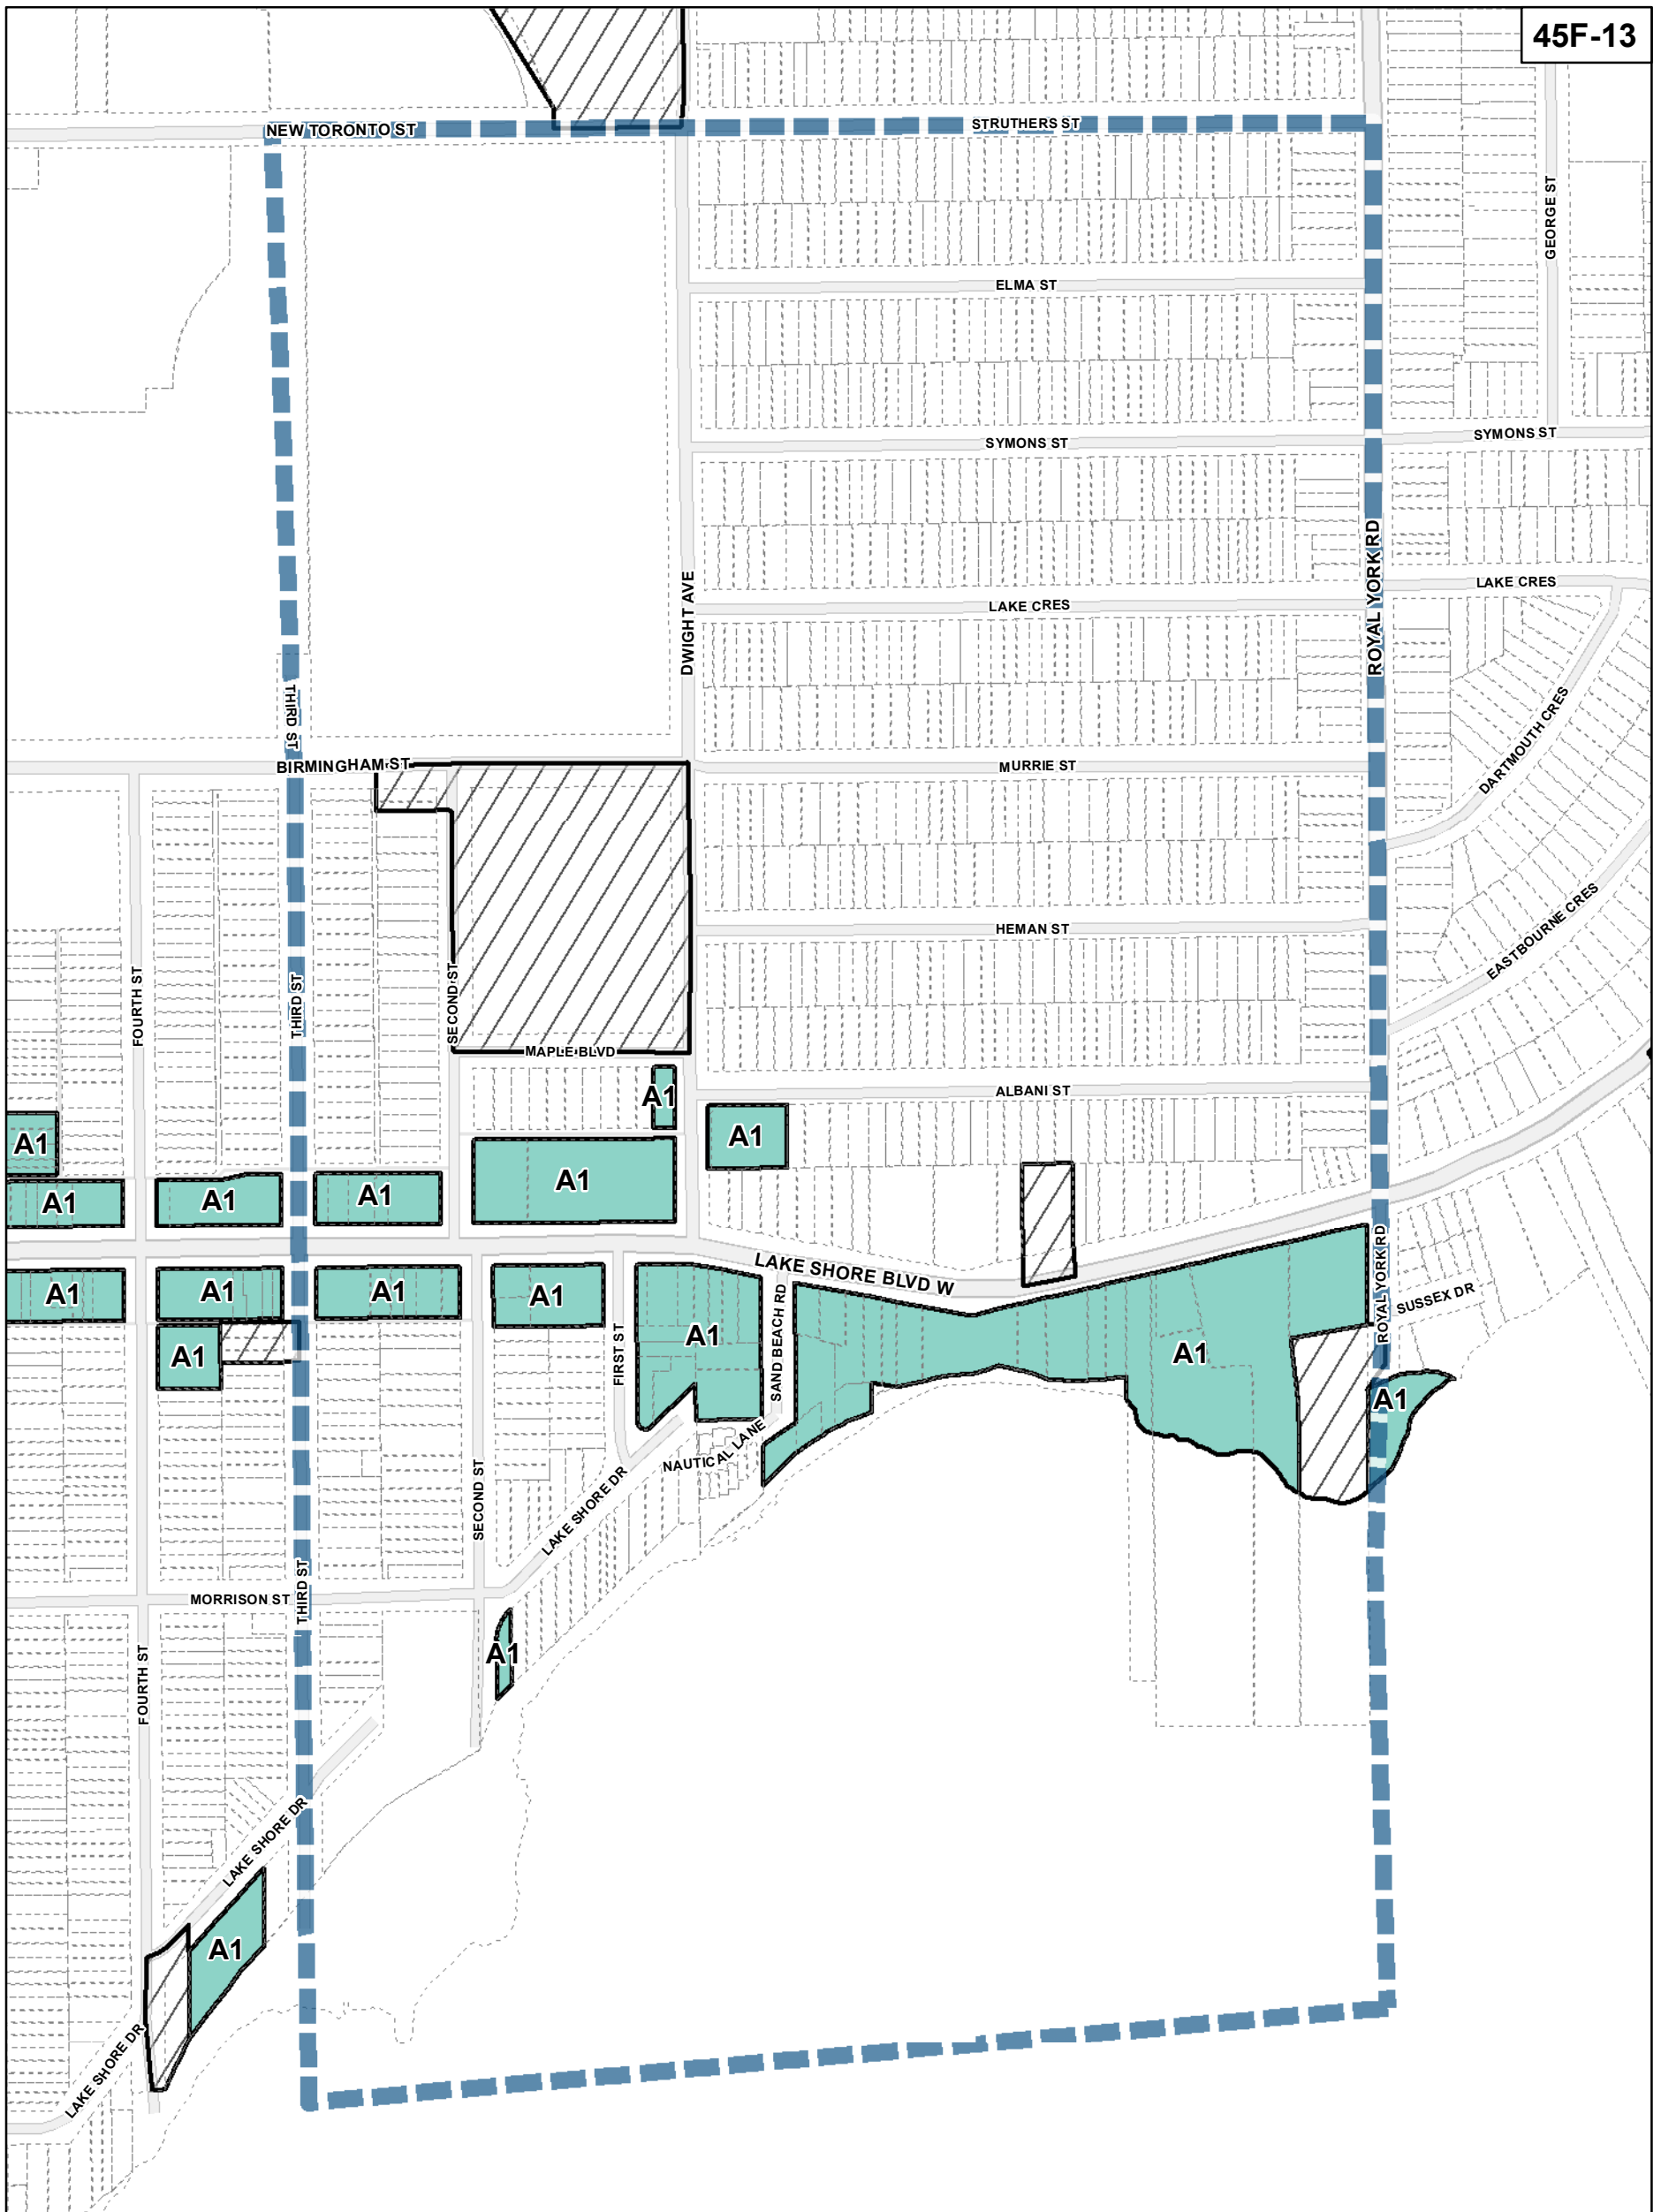 45F-13
STRUTHERS ST
NEW TORONTO ST
GEORGE ST
ELMA ST
SYMONS ST
SYMONS ST
ROYAL YORK RD
DWIGHT AVE
LAKE CRES
LAKE CRES
THIRD ST
DARTMOUTH CRES
BIRMINGHAM ST
MURRIE ST
EASTBOURNE CRES
HEMAN ST
FOURTH ST
THIRD ST
SECOND ST
MAPLE BLVD
ALBANI ST
A1
A1
A1
A1
A1
A1
A1
LAKE SHORE BLVD W
A1
A1
A1
A1
A1
A1
A1
A1
FIRST ST
SAND BEACH RD
ROYAL YORK RD
SUSSEX DR
A1
NAUTICAL LANE
SECOND ST
LAKE SHORE DR
MORRISON ST
THIRD ST
A1
FOURTH ST
LAKE SHORE DR
A1
LAKE SHORE DR